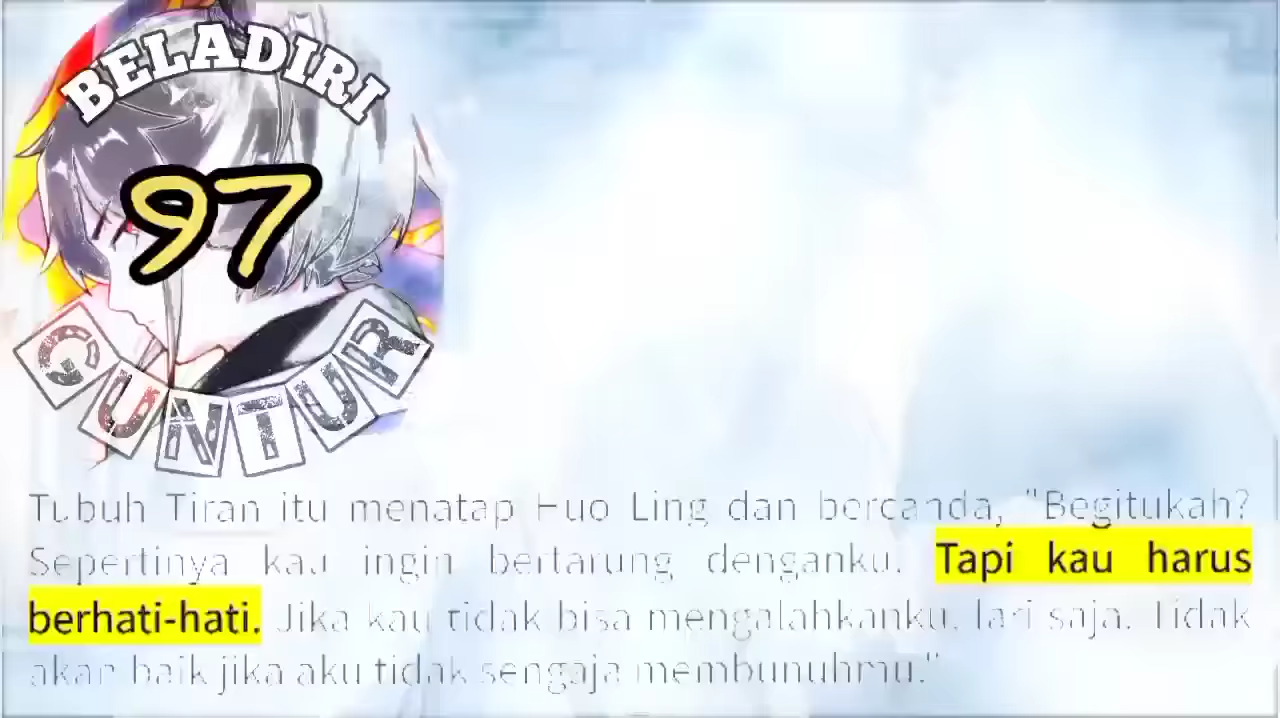 BELADIRI
97
GUNTUR
Tubuh Tiran itu menatap Huo Ling dan bercanda, "Begitukah?
Sepertinya kau ingin bertarung denganku. Tapi kau harus
berhati-hati. Jika kau tidak bisa mengalahkanku, lari saja. Tidak
akan baik jika aku tidak sengaja membunuhmu."